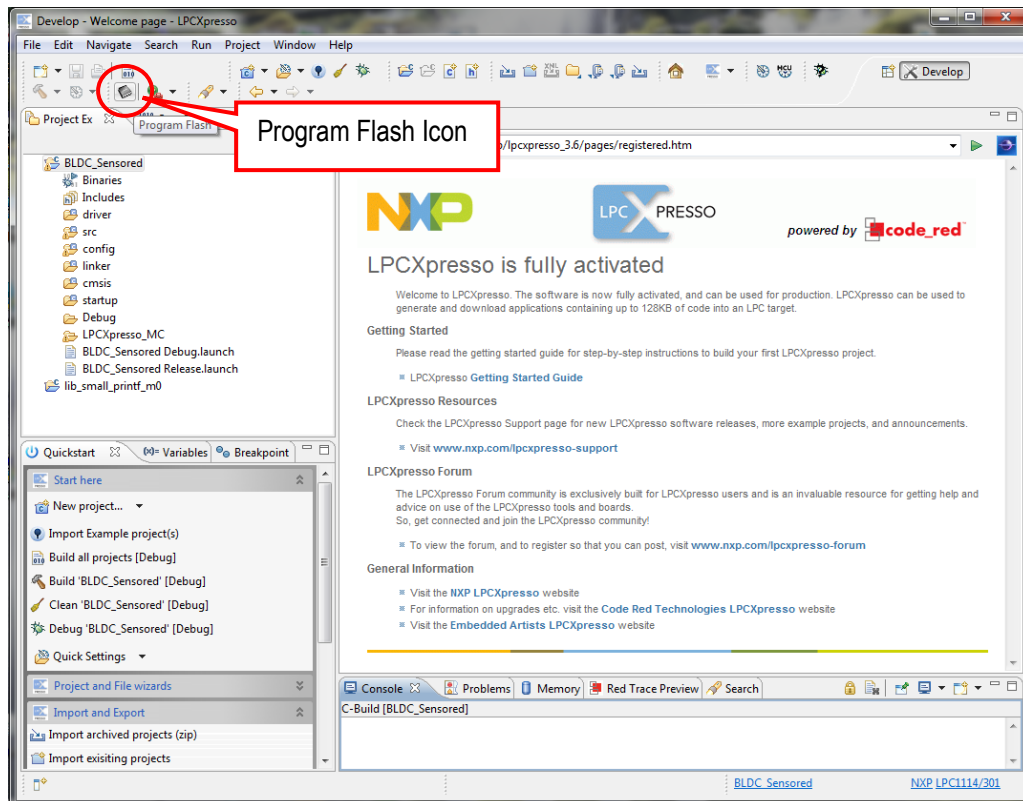 Develop - Welcome page - LPCXpresso
File Edit Navigate Search Run Project Window Help
Develop
Project Ex
Program Flash
Program Flash Icon
/lpcxpresso_3.6/pages/registered.htm
BLDC_Sensored
Binaries
Includes
driver
src
config
linker
cmsis
startup
Debug
LPCXpresso_MC
BLDC_Sensored Debug.launch
BLDC_Sensored Release.launch
lib_small_printf_m0
NXP
LPC XPRESSO
powered by code_red
LPCXpresso is fully activated
Welcome to LPCXpresso. The software is now fully activated, and can be used for production. LPCXpresso can be used to
generate and download applications containing up to 128KB of code into an LPC target.
Getting Started
Please read the getting started guide for step-by-step instructions to build your first LPCXpresso project.
LPCXpresso Getting Started Guide
LPCXpresso Resources
Check the LPCXpresso Support page for new LPCXpresso software releases, more example projects, and announcements.
Visit www.nxp.com/lpcxpresso-support
LPCXpresso Forum
The LPCXpresso Forum community is exclusively built for LPCXpresso users and is an invaluable resource for getting help and
advice on use of the LPCXpresso tools and boards.
So, get connected and join the LPCXpresso community!
To view the forum, and to register so that you can post, visit www.nxp.com/lpcxpresso-forum
General Information
Visit the NXP LPCXpresso website
For information on upgrades etc. visit the Code Red Technologies LPCXpresso website
Visit the Embedded Artists LPCXpresso website
Quickstart (x)= Variables Breakpoint
Start here
New project...
Import Example project(s)
Build all projects [Debug]
Build 'BLDC_Sensored' [Debug]
Clean 'BLDC_Sensored' [Debug]
Debug 'BLDC_Sensored' [Debug]
Quick Settings
Project and File wizards
Import and Export
Import archived projects (zip)
Import exisiting projects
Console Problems Memory Red Trace Preview Search
C-Build [BLDC_Sensored]
BLDC_Sensored NXP LPC1114/301